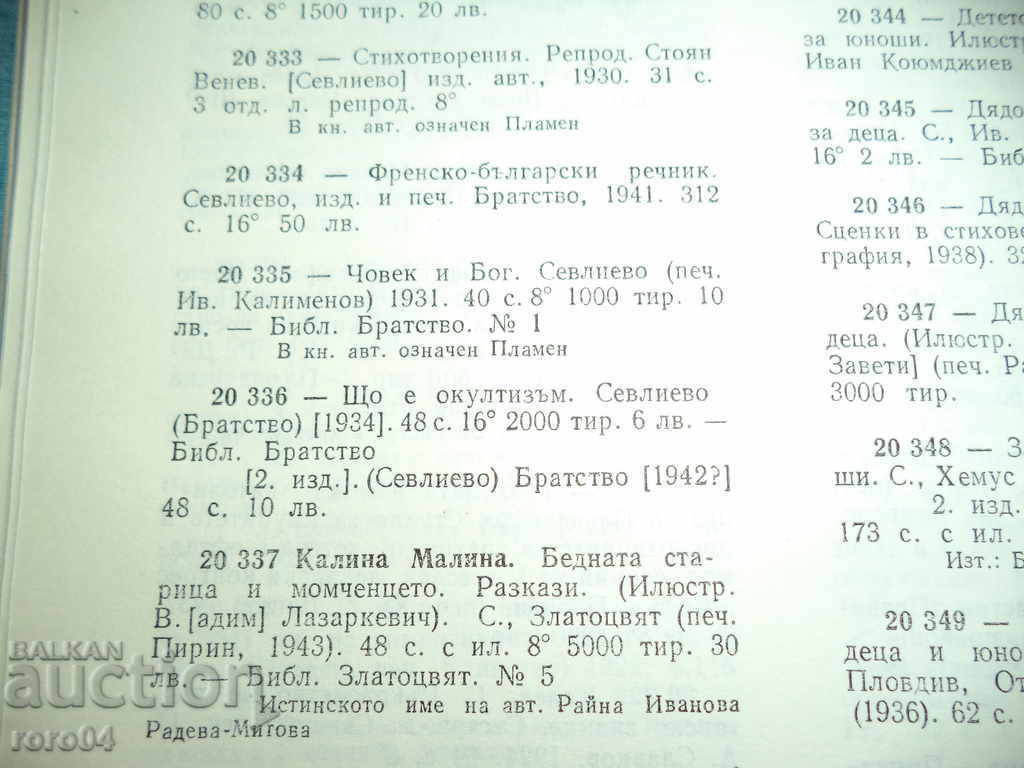 80 с. 8° 1500 тир. 20 лв.
20 333 — Стихотворения. Репрод. Стоян
Венев. [Севлиево] изд. авт., 1930. 31 с.
3 отд. л. репрод. 8°
В кн. авт. означен Пламен
20 334 — Френско-български речник.
Севлиево, изд. и печ. Братство, 1941. 312
с. 16° 50 лв.
20 335 — Човек и Бог. Севлиево (печ.
Ив. Калименов) 1931. 40 с. 8° 1000 тир. 10
лв. — Библ. Братство. № 1
В кн. авт. означен Пламен
20 336 — Що е окултизъм. Севлиево
(Братство) [1934]. 48 с. 16° 2000 тир. 6 лв. —
Библ. Братство
[2. изд.]. (Севлиево) Братство [1942?]
48 с. 10 лв.
20 337 Калина Малина. Бедната ста-
рица и момченцето. Разкази. (Илюстр.
В.[адим] Лазаркевич). С., Златоцвят (печ.
Пирин, 1943). 48 с. с ил. 8° 5000 тир. 30
лв. — Библ. Златоцвят. № 5
Истинското име на авт. Райна Иванова
Радева-Митова
20 344 — Детето
за юноши. Илюстр
Иван Коюмджиев
20 345 — Дядо
за деца. С., Ив.
16° 2 лв. — Биб
20 346 — Дяд
Сценки в стихове
графия, 1938). 32
20 347 — Дя
деца. (Илюстр.
Завети] (печ. Ра
3000 тир.
20 348 — За
ши. С., Хемус
2. изд.
173 с. с ил.
Изт.: Б
20 349 —
деца и юно
Пловдив, От
(1936). 62 с.
BALKAN
auction
roro04